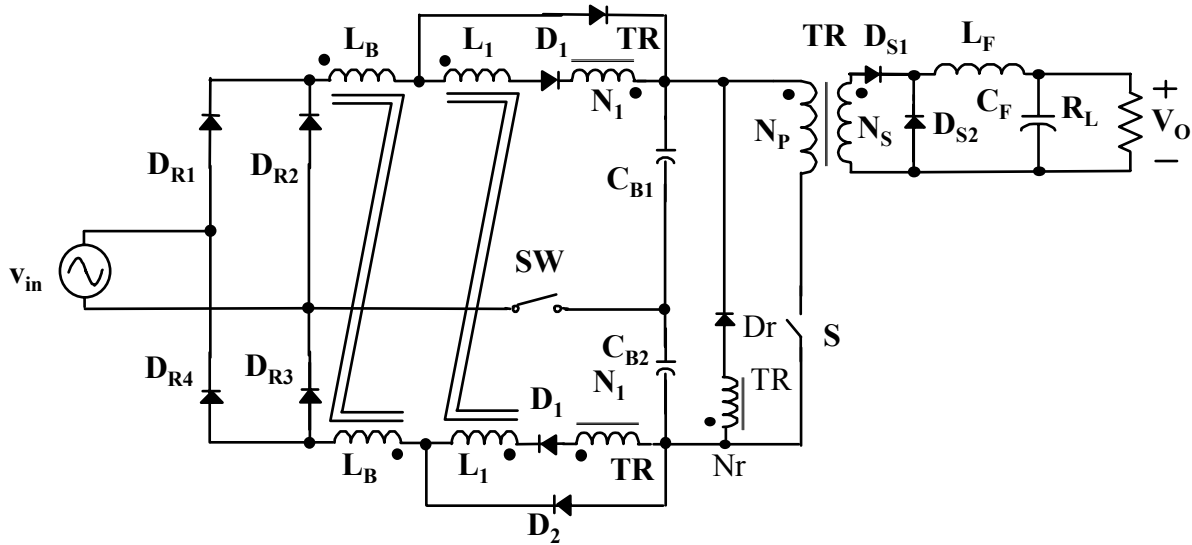 L_B
L_1
D_1
TR
N_1
TR
D_S1
L_F
N_P
N_S
D_S2
C_F
R_L
+
V_O
−
D_R1
D_R2
C_B1
v_in
SW
Dr
S
D_R4
D_R3
C_B2
N_1
TR
D_1
L_B
L_1
TR
Nr
D_2